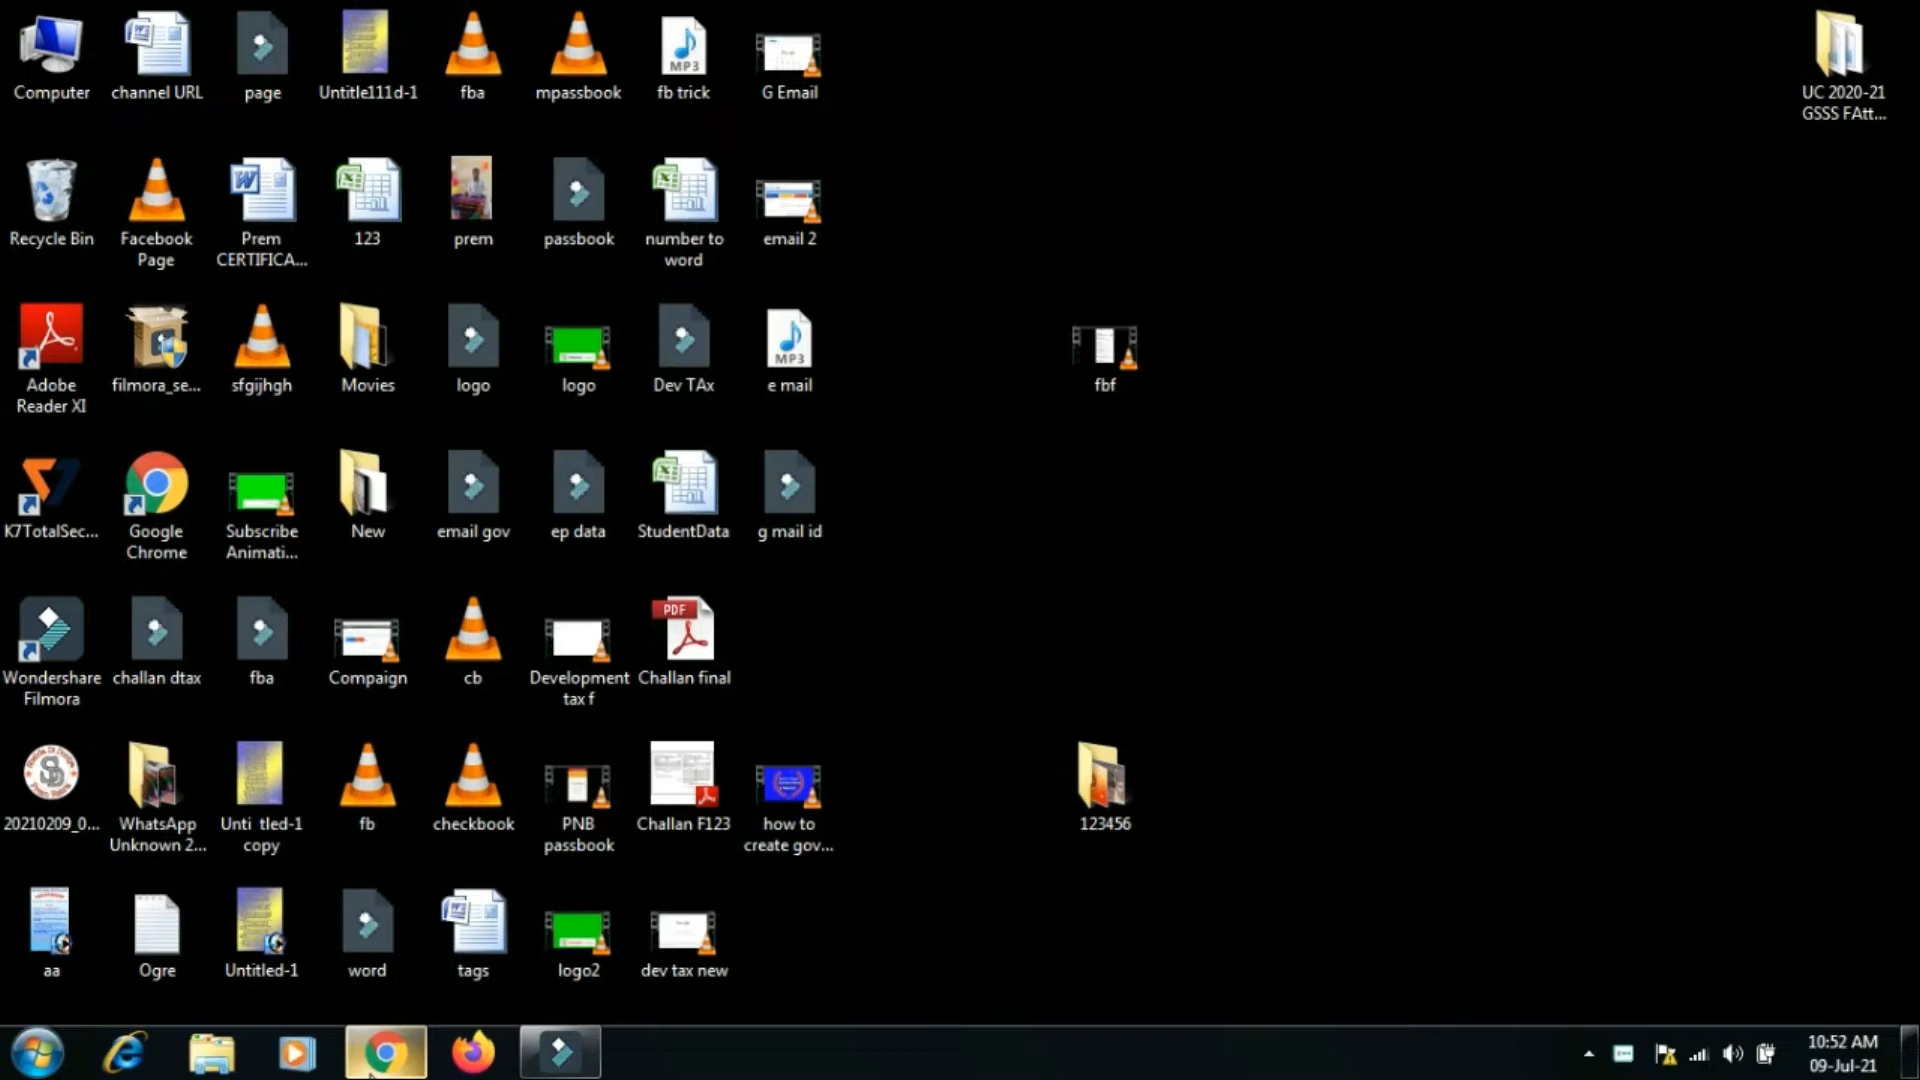 Computer
channel URL
page
Untitle111d-1
fba
mpassbook
MP3
fb trick
G Email
UC 2020-21
GSSS FAtt...
Recycle Bin
Facebook
Page
Prem
CERTIFICA...
123
prem
passbook
number to
word
email 2
Adobe
Reader XI
filmora_se...
sfgijhgh
Movies
logo
logo
Dev TAx
MP3
e mail
fbf
K7TotalSec...
Google
Chrome
Subscribe
Animati...
New
email gov
ep data
StudentData
g mail id
Wondershare
Filmora
challan dtax
fba
Compaign
cb
Development
tax f
PDF
Challan final
20210209_0...
WhatsApp
Unknown 2...
Unti tled-1
copy
fb
checkbook
PNB
passbook
Challan F123
how to
create gov...
123456
aa
Ogre
Untitled-1
word
tags
logo2
dev tax new
10:52 AM
09-Jul-21